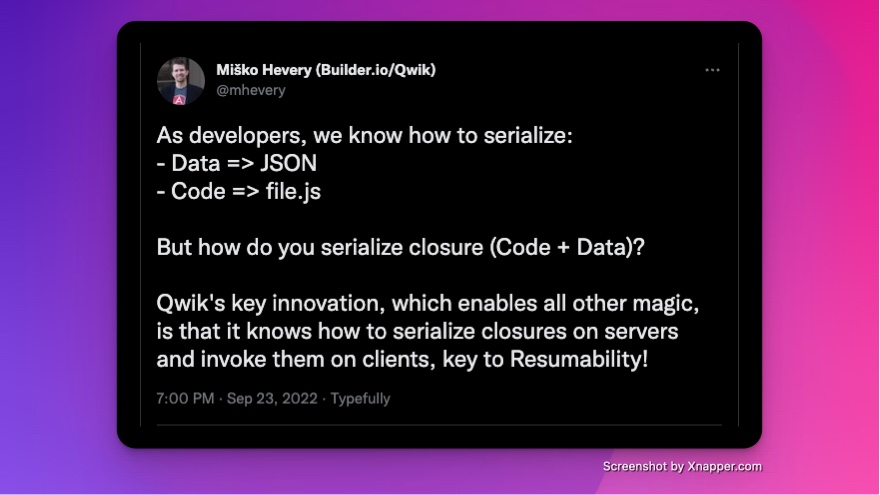 Miško Hevery (Builder.io/Qwik)
@mhevery
As developers, we know how to serialize:
- Data => JSON
- Code => file.js
But how do you serialize closure (Code + Data)?
Qwik's key innovation, which enables all other magic,
is that it knows how to serialize closures on servers
and invoke them on clients, key to Resumability!
7:00 PM · Sep 23, 2022 · Typefully
Screenshot by Xnapper.com